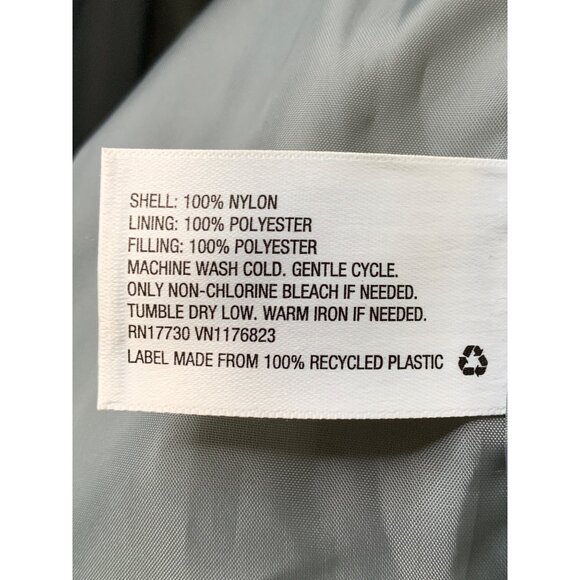 SHELL: 100% NYLON
LINING: 100% POLYESTER
FILLING: 100% POLYESTER
MACHINE WASH COLD. GENTLE CYCLE.
ONLY NON-CHLORINE BLEACH IF NEEDED.
TUMBLE DRY LOW. WARM IRON IF NEEDED.
RN17730 VN1176823
LABEL MADE FROM 100% RECYCLED PLASTIC